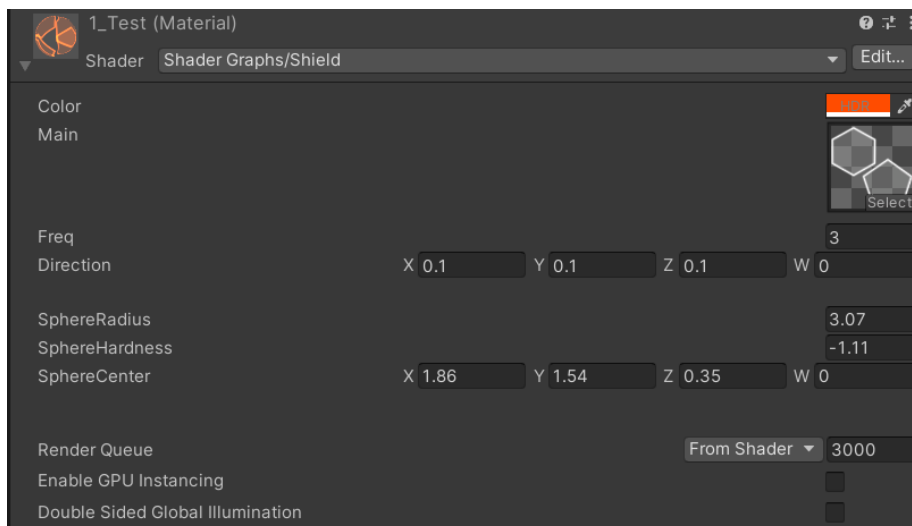 1_Test (Material)
Shader Shader Graphs/Shield Edit...
Color HDR
Main
Select
Freq 3
Direction X 0.1 Y 0.1 Z 0.1 W 0
SphereRadius 3.07
SphereHardness -1.11
SphereCenter X 1.86 Y 1.54 Z 0.35 W 0
Render Queue From Shader 3000
Enable GPU Instancing
Double Sided Global Illumination